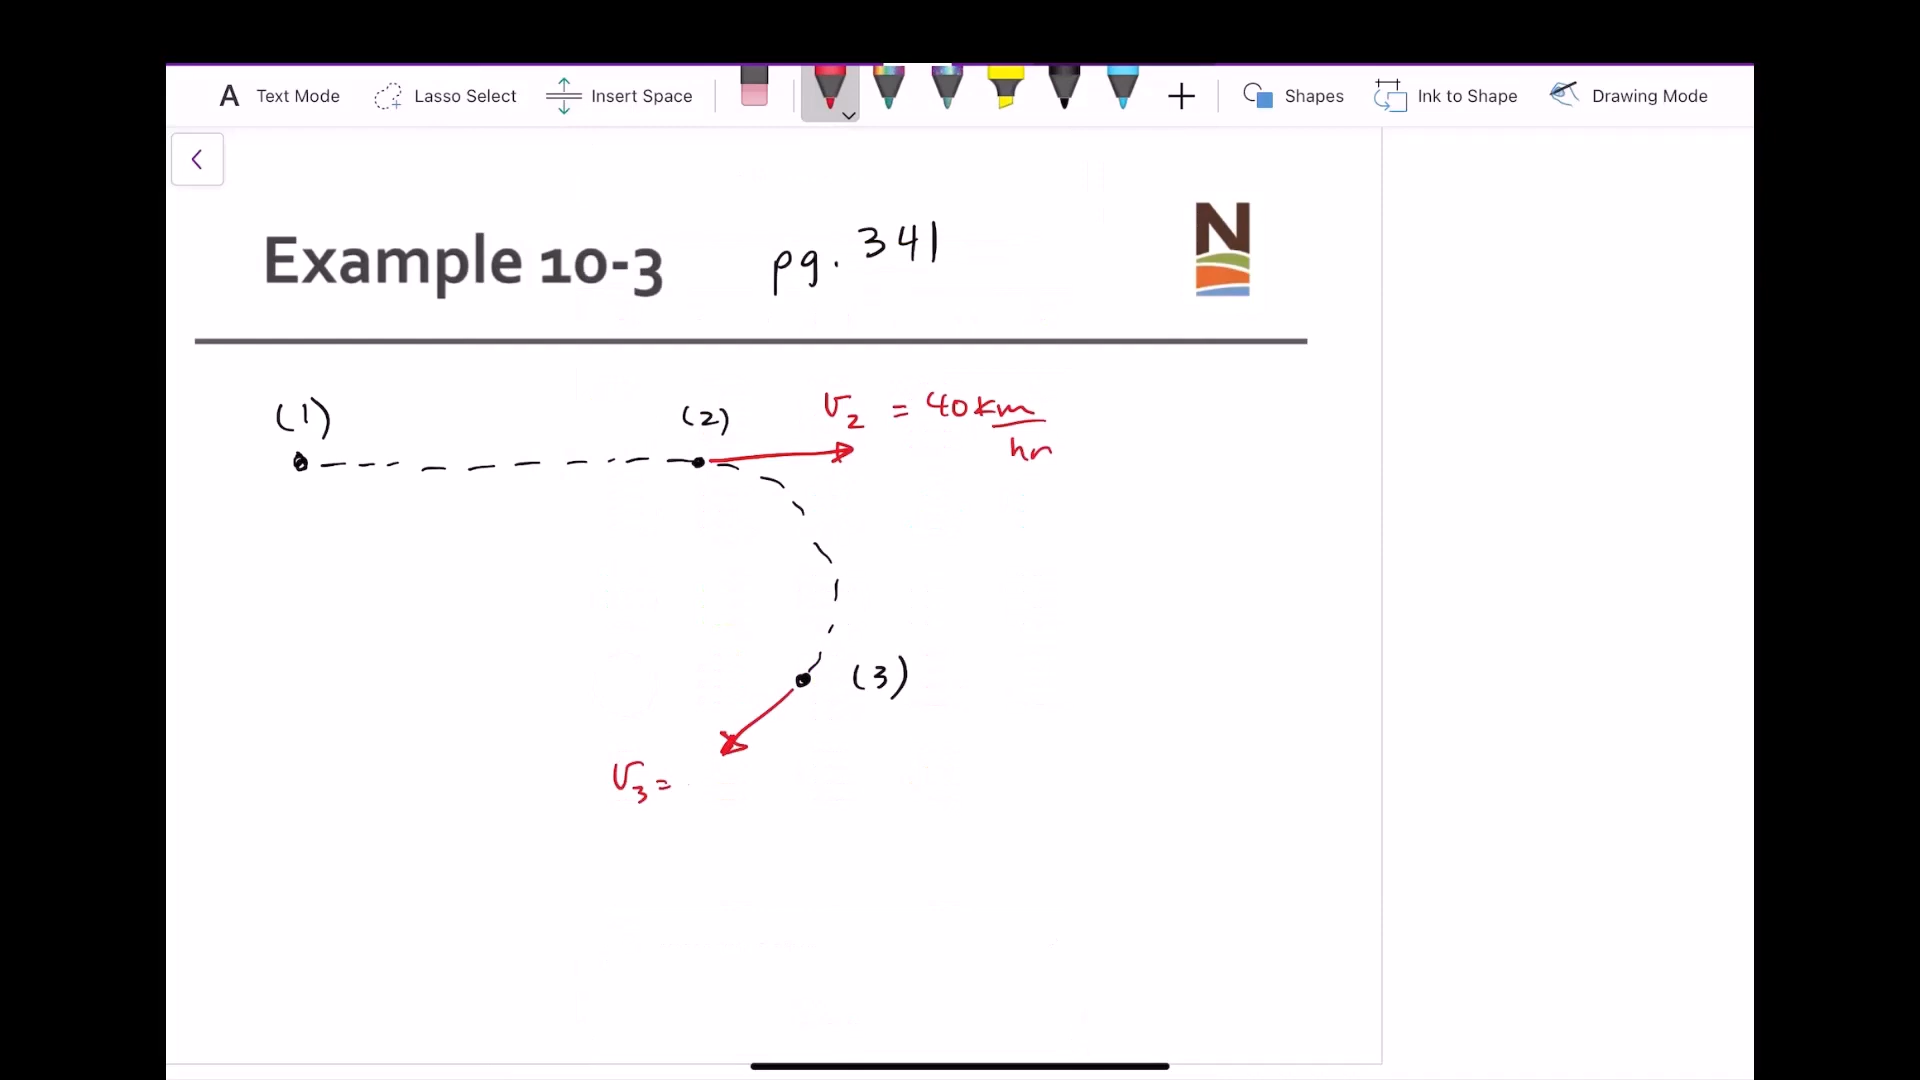 A Text Mode Lasso Select Insert Space Shapes Ink to Shape Drawing Mode
Example 10-3 pg. 341
N
(1) (2) V2 = 40 km/hr
(3)
V3 =